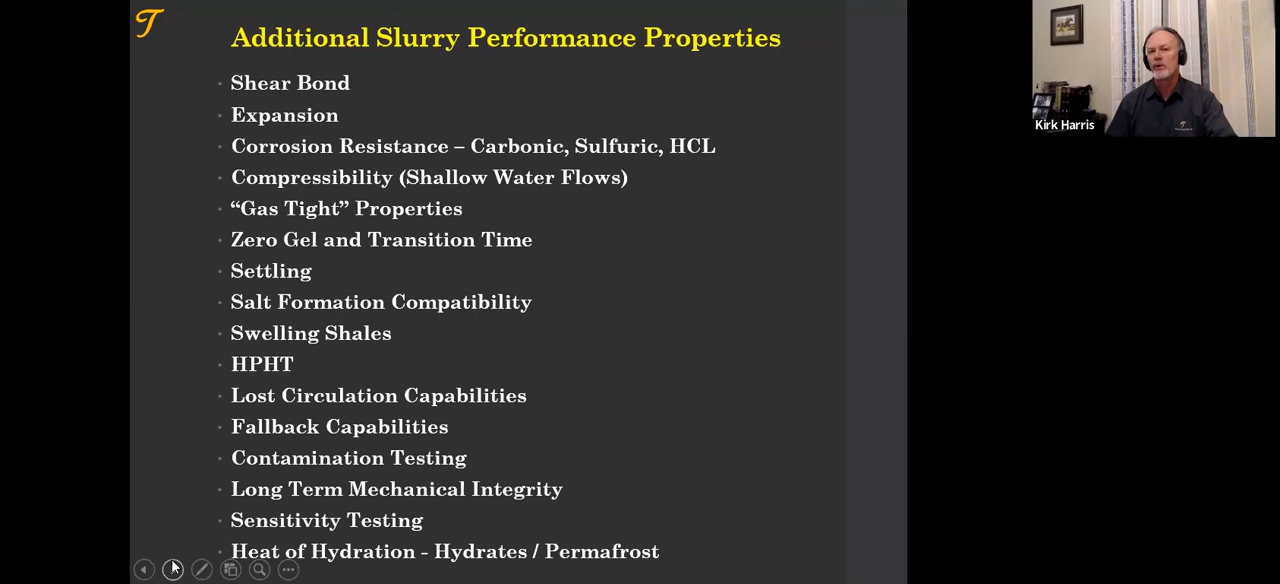 T
Additional Slurry Performance Properties
· Shear Bond
· Expansion
· Corrosion Resistance – Carbonic, Sulfuric, HCL
· Compressibility (Shallow Water Flows)
· “Gas Tight” Properties
· Zero Gel and Transition Time
· Settling
· Salt Formation Compatibility
· Swelling Shales
· HPHT
· Lost Circulation Capabilities
· Fallback Capabilities
· Contamination Testing
· Long Term Mechanical Integrity
· Sensitivity Testing
· Heat of Hydration - Hydrates / Permafrost
Kirk Harris